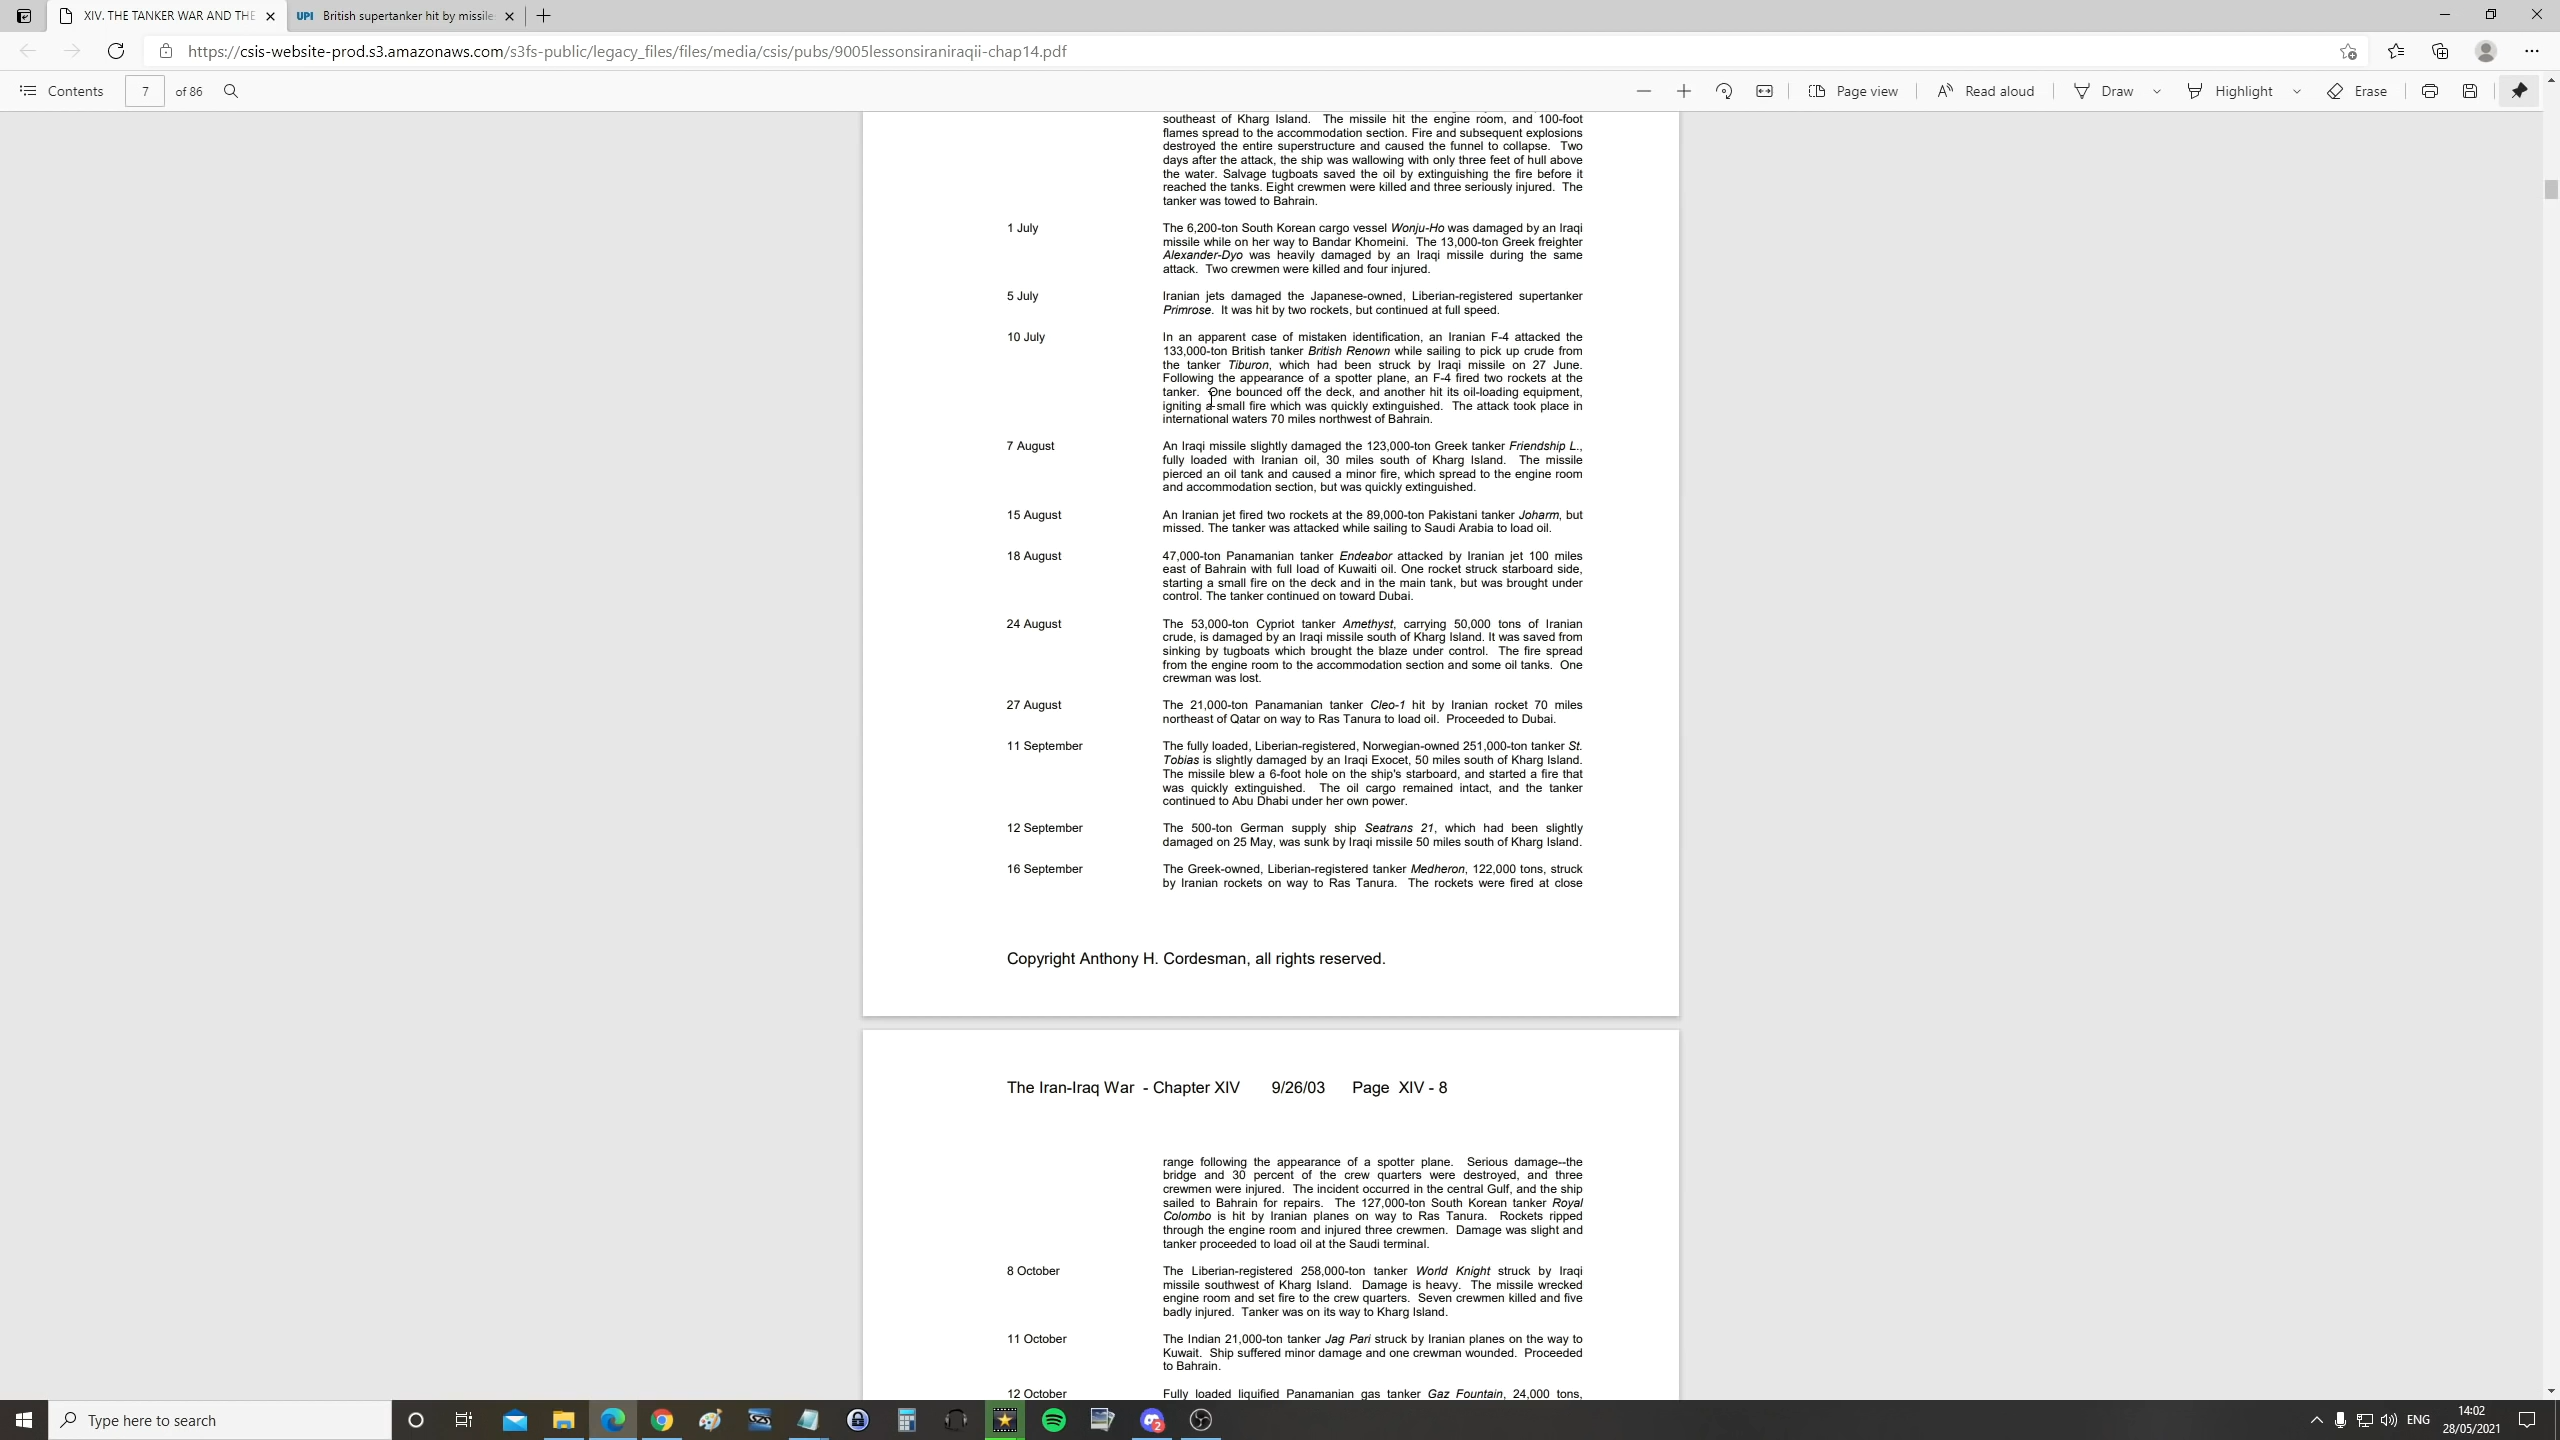 XIV. THE TANKER WAR AND THE
UPI British supertanker hit by missile
https://csis-website-prod.s3.amazonaws.com/s3fs-public/legacy_files/files/media/csis/pubs/9005lessonsiraniraqii-chap14.pdf
Contents 7 of 86 Page view Read aloud Draw Highlight Erase
southeast of Kharg Island. The missile hit the engine room, and 100-foot
flames spread to the accommodation section. Fire and subsequent explosions
destroyed the entire superstructure and caused the funnel to collapse. Two
days after the attack, the ship was wallowing with only three feet of hull above
the water. Salvage tugboats saved the oil by extinguishing the fire before it
reached the tanks. Eight crewmen were killed and three seriously injured. The
tanker was towed to Bahrain.
1 July The 6,200-ton South Korean cargo vessel Wonju-Ho was damaged by an Iraqi
missile while on her way to Bandar Khomeini. The 13,000-ton Greek freighter
Alexander-Dyo was heavily damaged by an Iraqi missile during the same
attack. Two crewmen were killed and four injured.
5 July Iranian jets damaged the Japanese-owned, Liberian-registered supertanker
Primrose. It was hit by two rockets, but continued at full speed.
10 July In an apparent case of mistaken identification, an Iranian F-4 attacked the
133,000-ton British tanker British Renown while sailing to pick up crude from
the tanker Tiburon, which had been struck by Iraqi missile on 27 June.
Following the appearance of a spotter plane, an F-4 fired two rockets at the
tanker. One bounced off the deck, and another hit its oil-loading equipment,
igniting a small fire which was quickly extinguished. The attack took place in
international waters 70 miles northwest of Bahrain.
7 August An Iraqi missile slightly damaged the 123,000-ton Greek tanker Friendship L.,
fully loaded with Iranian oil, 30 miles south of Kharg Island. The missile
pierced an oil tank and caused a minor fire, which spread to the engine room
and accommodation section, but was quickly extinguished.
15 August An Iranian jet fired two rockets at the 89,000-ton Pakistani tanker Joharm, but
missed. The tanker was attacked while sailing to Saudi Arabia to load oil.
18 August 47,000-ton Panamanian tanker Endeabor attacked by Iranian jet 100 miles
east of Bahrain with full load of Kuwaiti oil. One rocket struck starboard side,
starting a small fire on the deck and in the main tank, but was brought under
control. The tanker continued on toward Dubai.
24 August The 53,000-ton Cypriot tanker Amethyst, carrying 50,000 tons of Iranian
crude, is damaged by an Iraqi missile south of Kharg Island. It was saved from
sinking by tugboats which brought the blaze under control. The fire spread
from the engine room to the accommodation section and some oil tanks. One
crewman was lost.
27 August The 21,000-ton Panamanian tanker Cleo-1 hit by Iranian rocket 70 miles
northeast of Qatar on way to Ras Tanura to load oil. Proceeded to Dubai.
11 September The fully loaded, Liberian-registered, Norwegian-owned 251,000-ton tanker St.
Tobias is slightly damaged by an Iraqi Exocet, 50 miles south of Kharg Island.
The missile blew a 6-foot hole on the ship's starboard, and started a fire that
was quickly extinguished. The oil cargo remained intact, and the tanker
continued to Abu Dhabi under her own power.
12 September The 500-ton German supply ship Seatrans 21, which had been slightly
damaged on 25 May, was sunk by Iraqi missile 50 miles south of Kharg Island.
16 September The Greek-owned, Liberian-registered tanker Medheron, 122,000 tons, struck
by Iranian rockets on way to Ras Tanura. The rockets were fired at close
Copyright Anthony H. Cordesman, all rights reserved.
The Iran-Iraq War - Chapter XIV 9/26/03 Page XIV - 8
range following the appearance of a spotter plane. Serious damage--the
bridge and 30 percent of the crew quarters were destroyed, and three
crewmen were injured. The incident occurred in the central Gulf, and the ship
sailed to Bahrain for repairs. The 127,000-ton South Korean tanker Royal
Colombo is hit by Iranian planes on way to Ras Tanura. Rockets ripped
through the engine room and injured three crewmen. Damage was slight and
tanker proceeded to load oil at the Saudi terminal.
8 October The Liberian-registered 258,000-ton tanker World Knight struck by Iraqi
missile southwest of Kharg Island. Damage is heavy. The missile wrecked
engine room and set fire to the crew quarters. Seven crewmen killed and five
badly injured. Tanker was on its way to Kharg Island.
11 October The Indian 21,000-ton tanker Jag Pari struck by Iranian planes on the way to
Kuwait. Ship suffered minor damage and one crewman wounded. Proceeded
to Bahrain.
12 October Fully loaded liquified Panamanian gas tanker Gaz Fountain, 24,000 tons,
Type here to search
2
ENG
14:02
28/05/2021